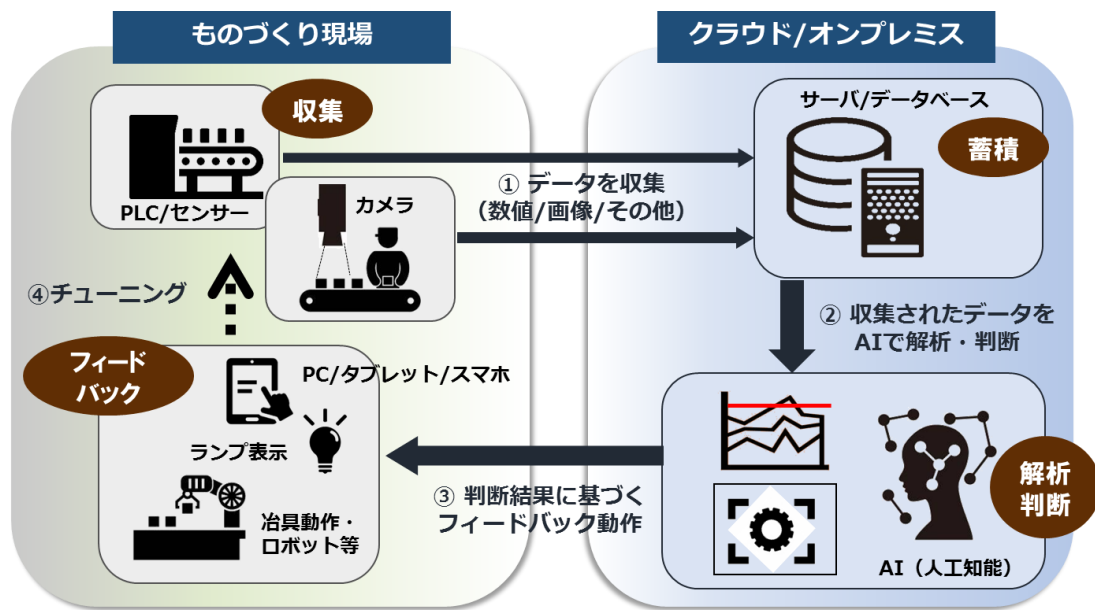 ものづくり現場
クラウド/オンプレミス
収集
PLC/センサー
カメラ
① データを収集
（数値/画像/その他）
サーバ/データベース
蓄積
② 収集されたデータを
AIで解析・判断
解析
判断
AI（人工知能）
③ 判断結果に基づく
フィードバック動作
フィード
バック
PC/タブレット/スマホ
ランプ表示
冶具動作・
ロボット等
④チューニング